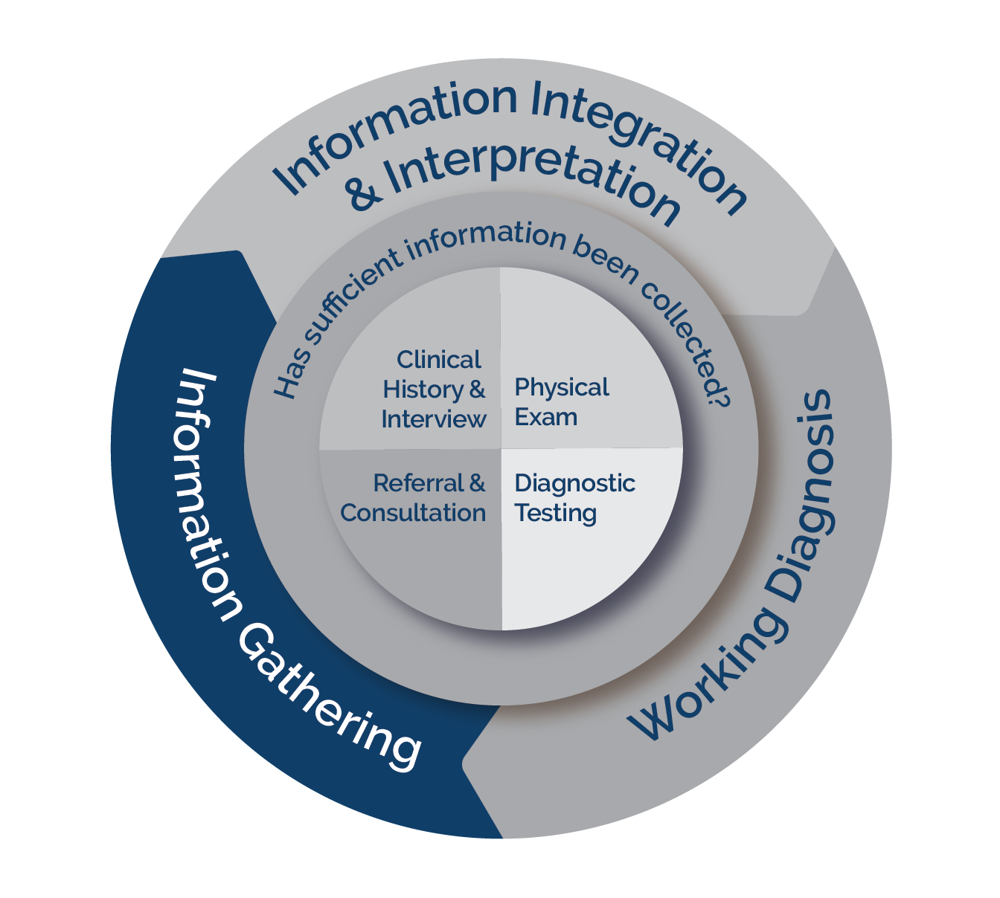 Information Integration
& Interpretation
Has sufficient information been collected?
Clinical
History &
Interview
Physical
Exam
Referral &
Consultation
Diagnostic
Testing
Information Gathering
Working Diagnosis